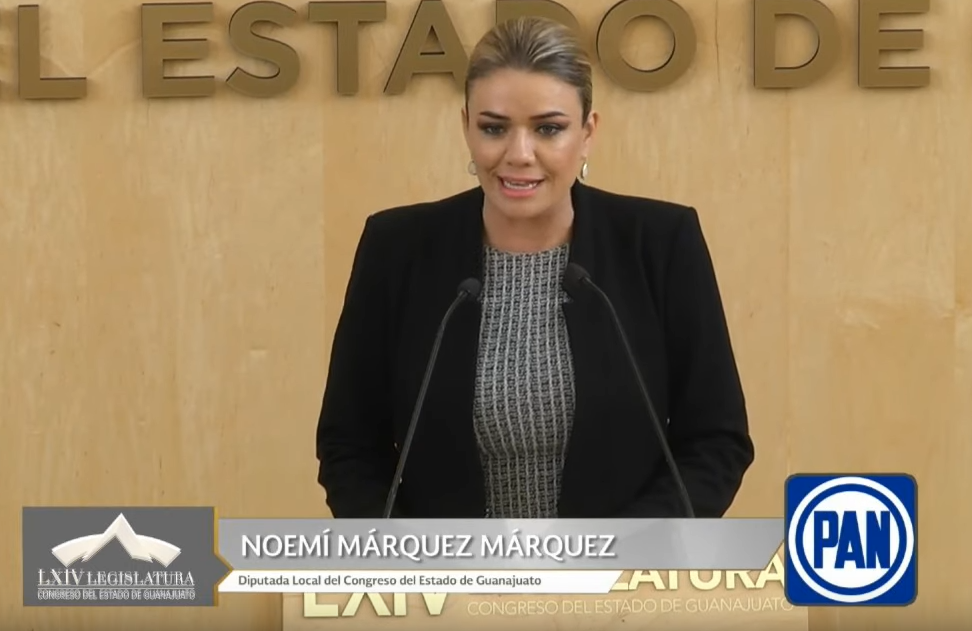 EL ESTADO DE
NOEMÍ MÁRQUEZ MÁRQUEZ
Diputada Local del Congreso del Estado de Guanajuato
LXIV LEGISLATURA
CONGRESO DEL ESTADO DE GUANAJUATO
PAN
LXIV LEGISLATURA
CONGRESO DEL ESTADO DE GUANAJUATO